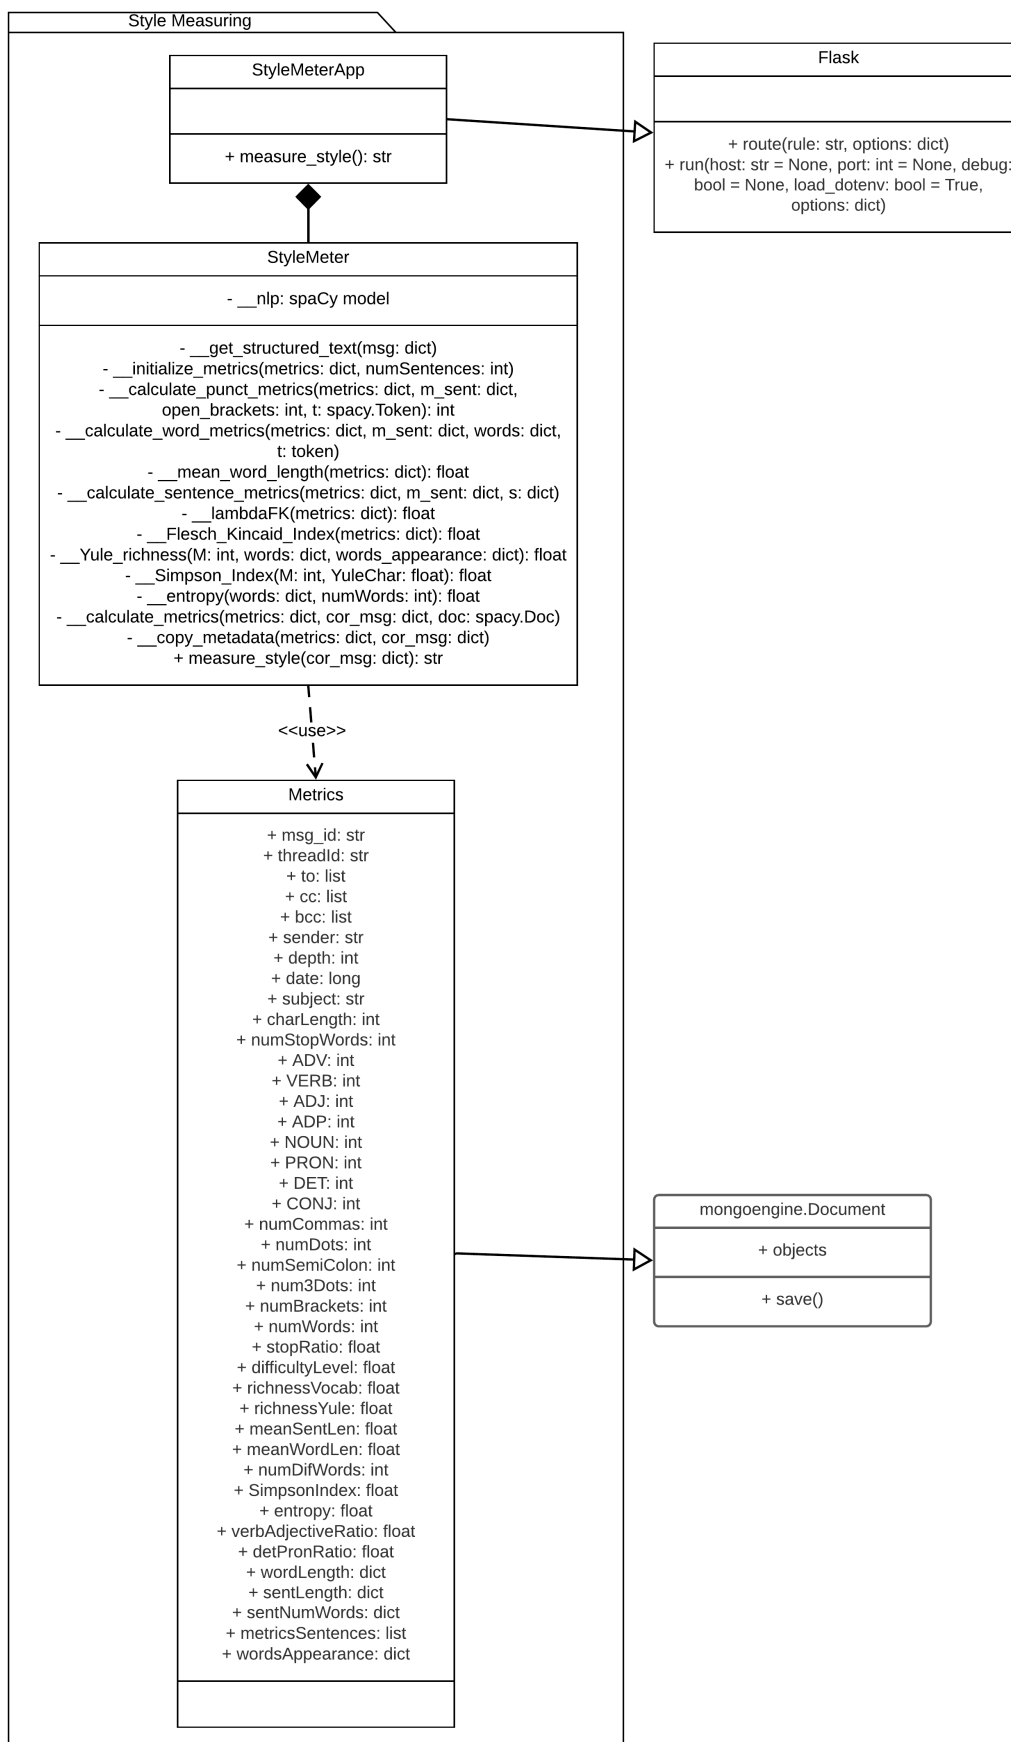 Style Measuring
StyleMeterApp
+ measure_style(): str
Flask
+ route(rule: str, options: dict)
+ run(host: str = None, port: int = None, debug:
bool = None, load_dotenv: bool = True,
options: dict)
StyleMeter
- __nlp: spaCy model
- __get_structured_text(msg: dict)
- __initialize_metrics(metrics: dict, numSentences: int)
- __calculate_punct_metrics(metrics: dict, m_sent: dict,
open_brackets: int, t: spacy.Token): int
- __calculate_word_metrics(metrics: dict, m_sent: dict, words: dict,
t: token)
- __mean_word_length(metrics: dict): float
- __calculate_sentence_metrics(metrics: dict, m_sent: dict, s: dict)
- __lambdaFK(metrics: dict): float
- __Flesch_Kincaid_Index(metrics: dict): float
- __Yule_richness(M: int, words: dict, words_appearance: dict): float
- __Simpson_Index(M: int, YuleChar: float): float
- __entropy(words: dict, numWords: int): float
- __calculate_metrics(metrics: dict, cor_msg: dict, doc: spacy.Doc)
- __copy_metadata(metrics: dict, cor_msg: dict)
+ measure_style(cor_msg: dict): str
<<use>>
Metrics
+ msg_id: str
+ threadId: str
+ to: list
+ cc: list
+ bcc: list
+ sender: str
+ depth: int
+ date: long
+ subject: str
+ charLength: int
+ numStopWords: int
+ ADV: int
+ VERB: int
+ ADJ: int
+ ADP: int
+ NOUN: int
+ PRON: int
+ DET: int
+ CONJ: int
+ numCommas: int
+ numDots: int
+ numSemiColon: int
+ num3Dots: int
+ numBrackets: int
+ numWords: int
+ stopRatio: float
+ difficultyLevel: float
+ richnessVocab: float
+ richnessYule: float
+ meanSentLen: float
+ meanWordLen: float
+ numDifWords: int
+ SimpsonIndex: float
+ entropy: float
+ verbAdjectiveRatio: float
+ detPronRatio: float
+ wordLength: dict
+ sentLength: dict
+ sentNumWords: dict
+ metricsSentences: list
+ wordsAppearance: dict
mongoengine.Document
+ objects
+ save()